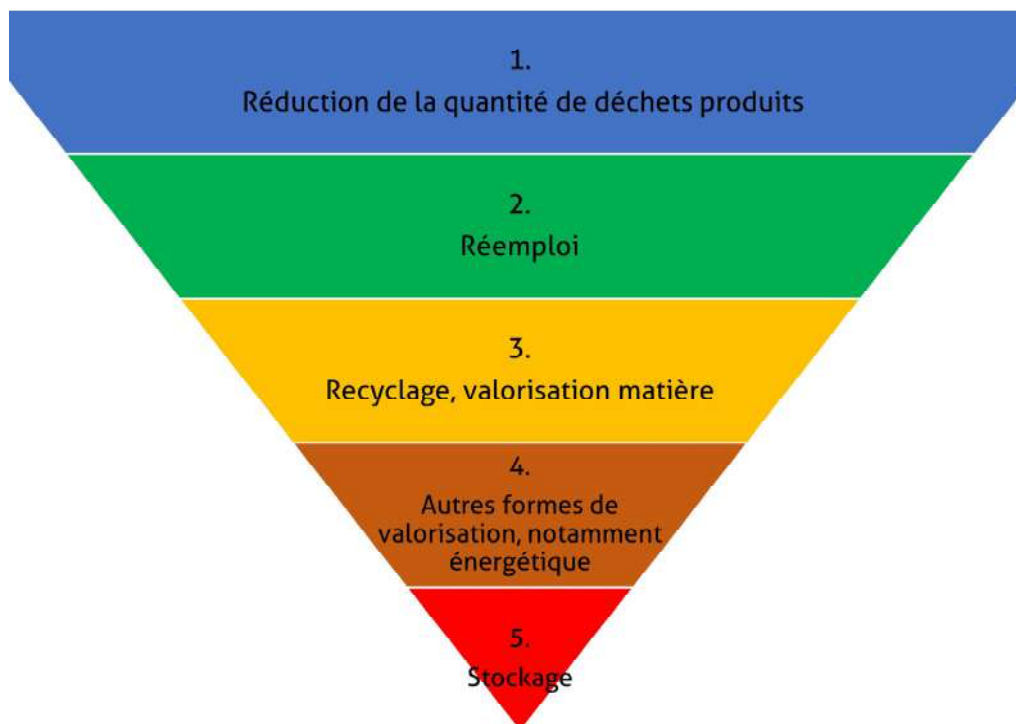 1.
Réduction de la quantité de déchets produits
2.
Réemploi
3.
Recyclage, valorisation matière
4.
Autres formes de
valorisation, notamment
énergétique
5.
Stockage